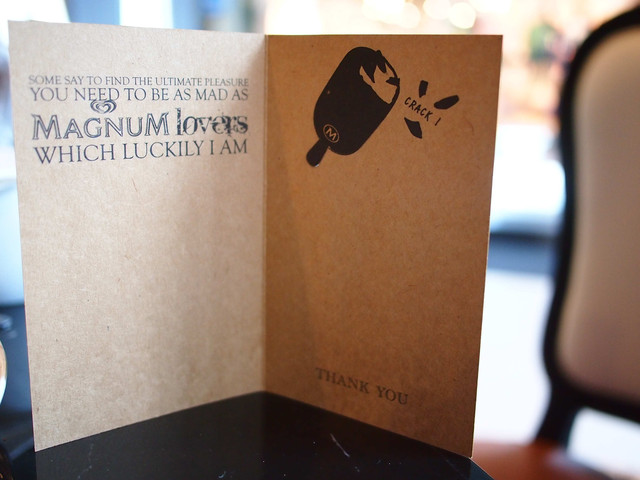 SOME SAY TO FIND THE ULTIMATE PLEASURE
YOU NEED TO BE AS MAD AS
MAGNUM lovers
WHICH LUCKILY I AM
CRACK !
M
THANK YOU